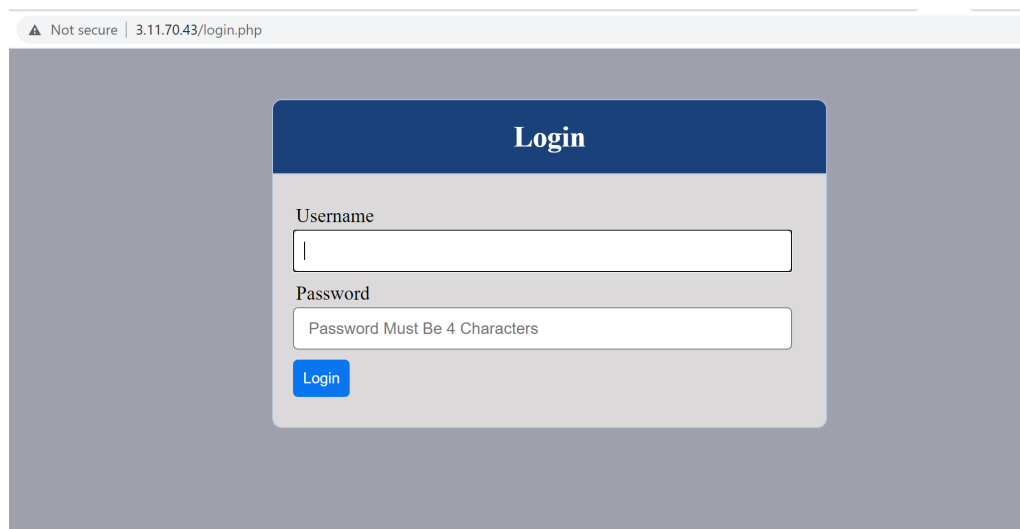 Not secure | 3.11.70.43/login.php
Login
Username
Password
Password Must Be 4 Characters
Login